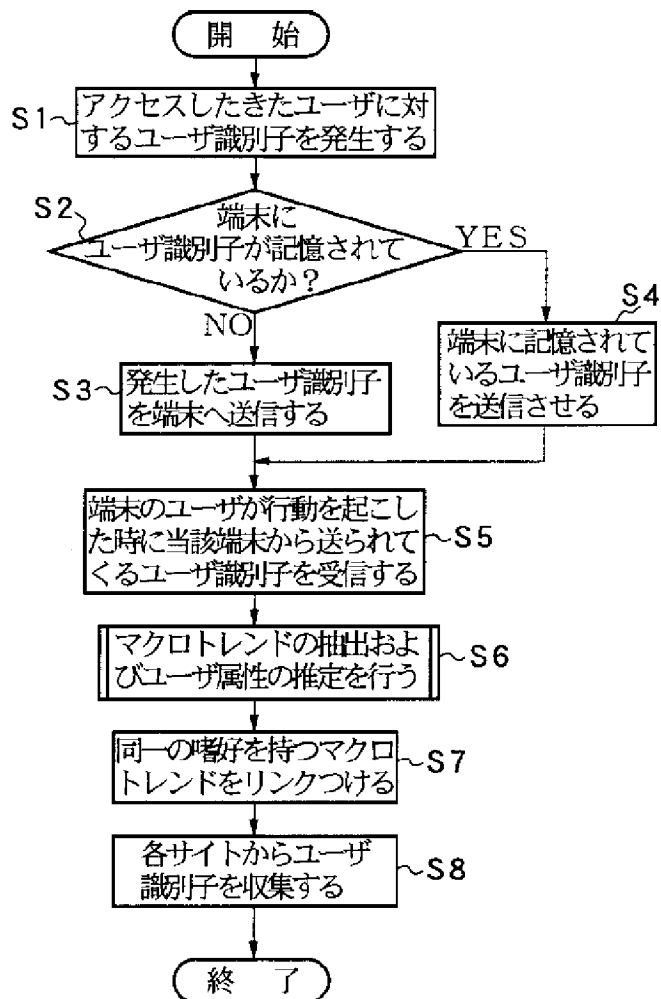 開 始
S1
アクセスしたきたユーザに対
するユーザ識別子を発生する
S2
端末に
ユーザ識別子が記憶されて
いるか？
YES
NO
S4
端末に記憶されて
いるユーザ識別子
を送信させる
S3
発生したユーザ識別子
を端末へ送信する
端末のユーザが行動を起こし
た時に当該端末から送られて
くるユーザ識別子を受信する
S5
マクロトレンドの抽出およ
びユーザ属性の推定を行う
S6
同一の嗜好を持つマクロ
トレンドをリンクつける
S7
各サイトからユーザ
識別子を収集する
S8
終 了